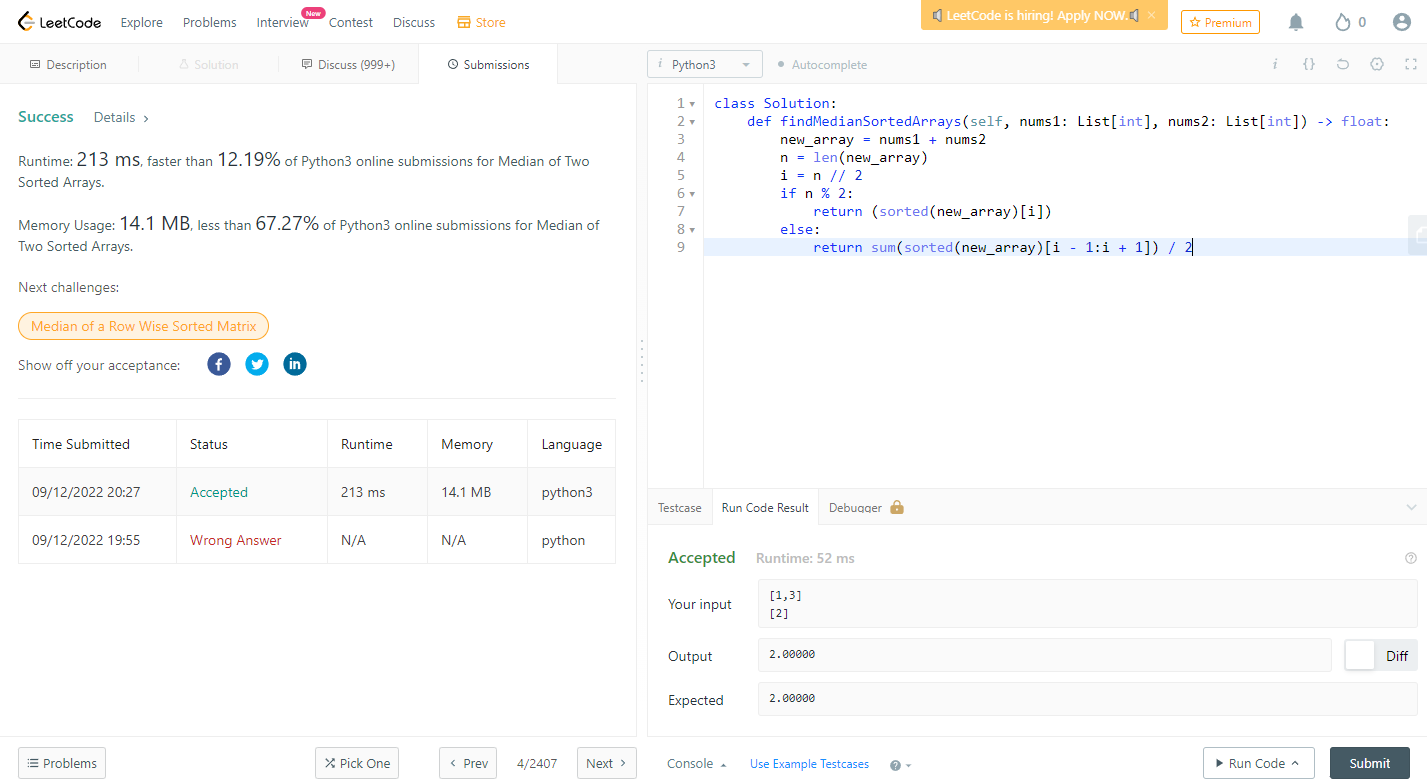 LeetCode Explore Problems Interview New Contest Discuss Store LeetCode is hiring! Apply NOW. Premium 0
Description Solution Discuss (999+) Submissions
Success Details
Runtime: 213 ms, faster than 12.19% of Python3 online submissions for Median of Two
Sorted Arrays.
Memory Usage: 14.1 MB, less than 67.27% of Python3 online submissions for Median of
Two Sorted Arrays.
Next challenges:
Median of a Row Wise Sorted Matrix
Show off your acceptance:
Time Submitted Status Runtime Memory Language
09/12/2022 20:27 Accepted 213 ms 14.1 MB python3
09/12/2022 19:55 Wrong Answer N/A N/A python
Problems Pick One Prev 4/2407 Next
i Python3 Autocomplete i {}
1 class Solution:
2 def findMedianSortedArrays(self, nums1: List[int], nums2: List[int]) -> float:
3 new_array = nums1 + nums2
4 n = len(new_array)
5 i = n // 2
6 if n % 2:
7 return (sorted(new_array)[i])
8 else:
9 return sum(sorted(new_array)[i - 1:i + 1]) / 2
Testcase Run Code Result Debugger
Accepted Runtime: 52 ms
Your input
[1,3]
[2]
Output 2.00000 Diff
Expected 2.00000
Console Use Example Testcases Run Code Submit